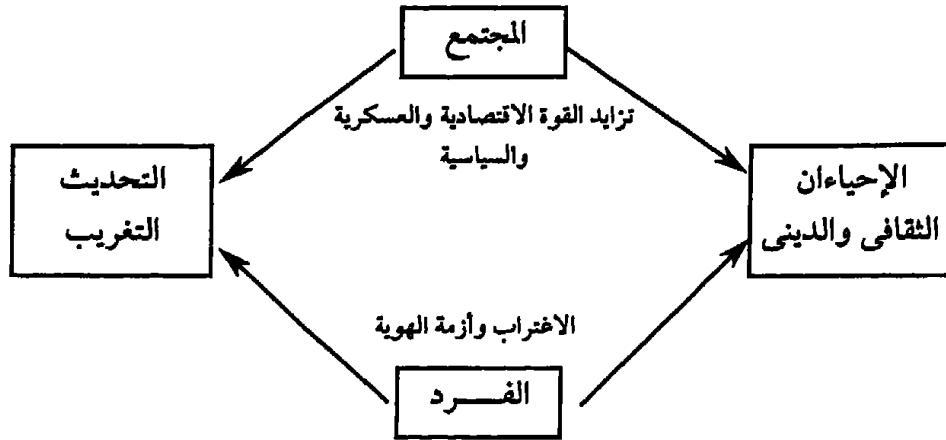 المجتمع
تزايد القوة الاقتصادية والعسكرية
والسياسية
الإحياءان
الثقافى والدينى
التحديث
التغريب
الاغتراب وأزمة الهوية
الفـــرد